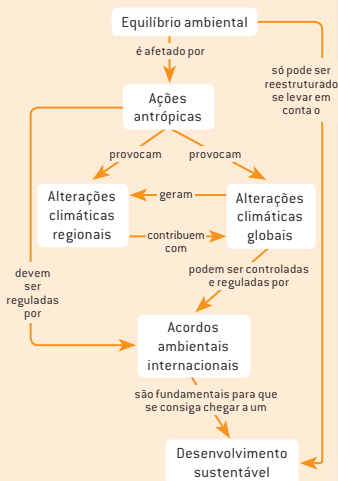 Equilíbrio ambiental
é afetado por
só pode ser
reestruturado
se levar em
conta o
Ações
antrópicas
provocam
provocam
Alterações
climáticas
regionais
geram
Alterações
climáticas
globais
contribuem
com
devem
ser
reguladas
por
podem ser controladas
e reguladas por
Acordos
ambientais
internacionais
são fundamentais para que
se consiga chegar a um
Desenvolvimento
sustentável